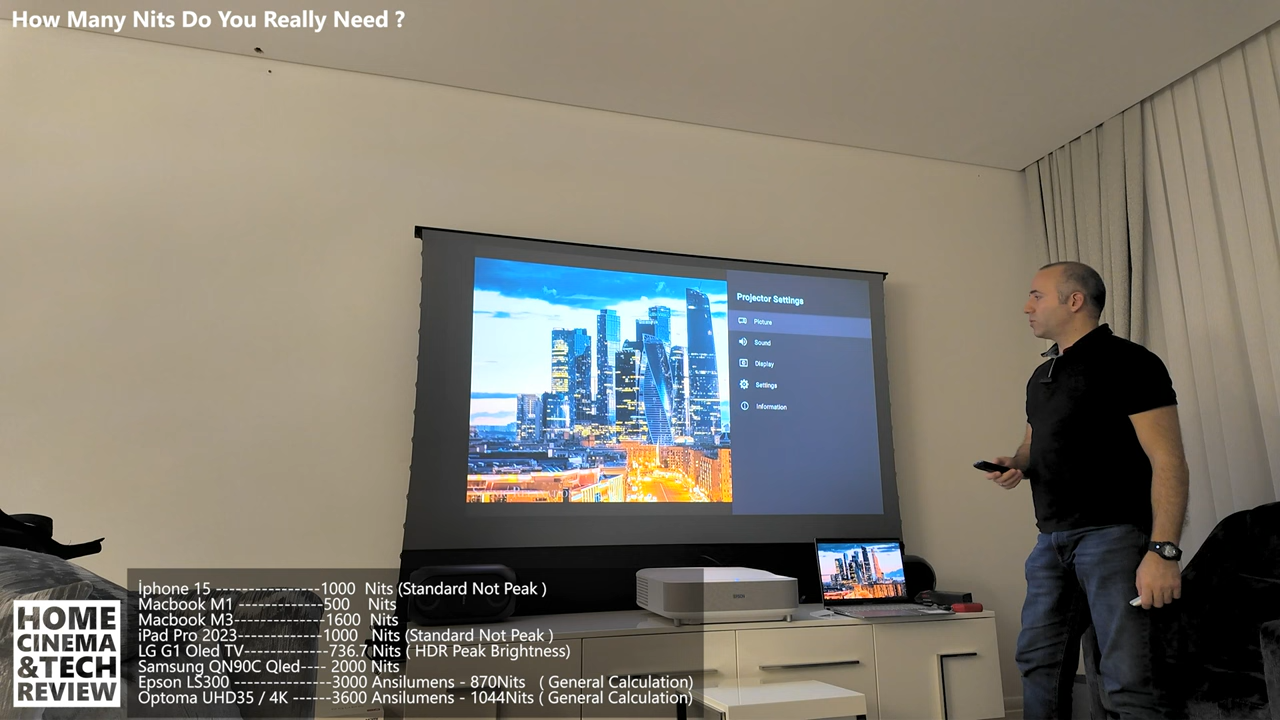 How Many Nits Do You Really Need ?
Projector Settings
Picture
Sound
Display
Settings
Information
HOME
CINEMA
&TECH
REVIEW
İphone 15 ----------------1000 Nits (Standard Not Peak )
Macbook M1 -------------500 Nits
Macbook M3--------------1600 Nits
iPad Pro 2023-------------1000 Nits (Standard Not Peak )
LG G1 Oled TV-------------736.7 Nits ( HDR Peak Brightness)
Samsung QN90C Qled---- 2000 Nits
Epson LS300 ---------------3000 Ansilumens - 870Nits ( General Calculation)
Optoma UHD35 / 4K ------3600 Ansilumens - 1044Nits ( General Calculation)